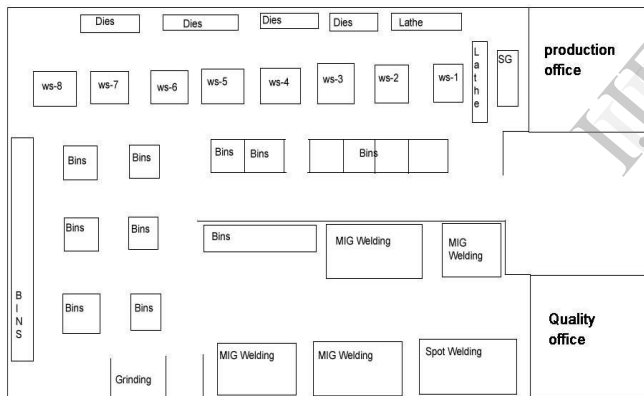 Dies
Dies
Dies
Dies
Lathe
Lathe
SG
production
office
ws-8
ws-7
ws-6
ws-5
ws-4
ws-3
ws-2
ws-1
Bins
Bins
Bins
Bins
Bins
Bins
Bins
Bins
MIG Welding
MIG
Welding
BINS
Bins
Bins
Quality
office
Grinding
MIG Welding
MIG Welding
Spot Welding